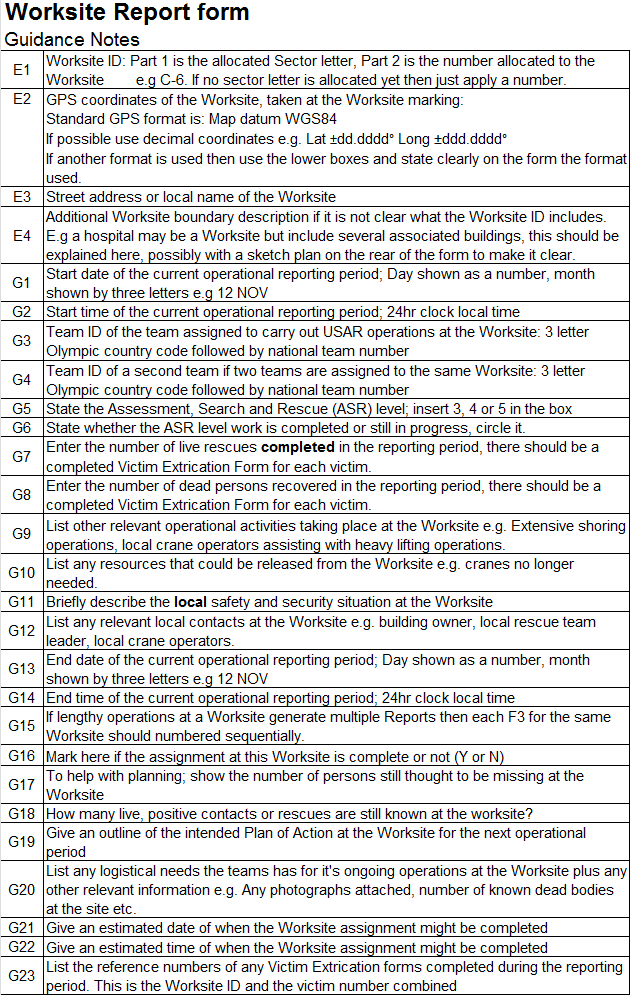 Worksite Report form
Guidance Notes
E1 Worksite ID: Part 1 is the allocated Sector letter, Part 2 is the number allocated to the
Worksite e.g C-6. If no sector letter is allocated yet then just apply a number.
E2 GPS coordinates of the Worksite, taken at the Worksite marking:
Standard GPS format is: Map datum WGS84
If possible use decimal coordinates e.g. Lat ±dd.dddd° Long ±ddd.dddd°
If another format is used then use the lower boxes and state clearly on the form the format
used.
E3 Street address or local name of the Worksite
E4 Additional Worksite boundary description if it is not clear what the Worksite ID includes.
E.g a hospital may be a Worksite but include several associated buildings, this should be
explained here, possibly with a sketch plan on the rear of the form to make it clear.
G1 Start date of the current operational reporting period; Day shown as a number, month
shown by three letters e.g 12 NOV
G2 Start time of the current operational reporting period; 24hr clock local time
G3 Team ID of the team assigned to carry out USAR operations at the Worksite: 3 letter
Olympic country code followed by national team number
G4 Team ID of a second team if two teams are assigned to the same Worksite: 3 letter
Olympic country code followed by national team number
G5 State the Assessment, Search and Rescue (ASR) level; insert 3, 4 or 5 in the box
G6 State whether the ASR level work is completed or still in progress, circle it.
G7 Enter the number of live rescues completed in the reporting period, there should be a
completed Victim Extrication Form for each victim.
G8 Enter the number of dead persons recovered in the reporting period, there should be a
completed Victim Extrication Form for each victim.
G9 List other relevant operational activities taking place at the Worksite e.g. Extensive shoring
operations, local crane operators assisting with heavy lifting operations.
G10 List any resources that could be released from the Worksite e.g. cranes no longer
needed.
G11 Briefly describe the local safety and security situation at the Worksite
G12 List any relevant local contacts at the Worksite e.g. building owner, local rescue team
leader, local crane operators.
G13 End date of the current operational reporting period; Day shown as a number, month
shown by three letters e.g 12 NOV
G14 End time of the current operational reporting period; 24hr clock local time
G15 If lengthy operations at a Worksite generate multiple Reports then each F3 for the same
Worksite should numbered sequentially.
G16 Mark here if the assignment at this Worksite is complete or not (Y or N)
G17 To help with planning; show the number of persons still thought to be missing at the
Worksite
G18 How many live, positive contacts or rescues are still known at the worksite?
G19 Give an outline of the intended Plan of Action at the Worksite for the next operational
period
G20 List any logistical needs the teams has for it's ongoing operations at the Worksite plus any
other relevant information e.g. Any photographs attached, number of known dead bodies
at the site etc.
G21 Give an estimated date of when the Worksite assignment might be completed
G22 Give an estimated time of when the Worksite assignment might be completed
G23 List the reference numbers of any Victim Extrication forms completed during the reporting
period. This is the Worksite ID and the victim number combined